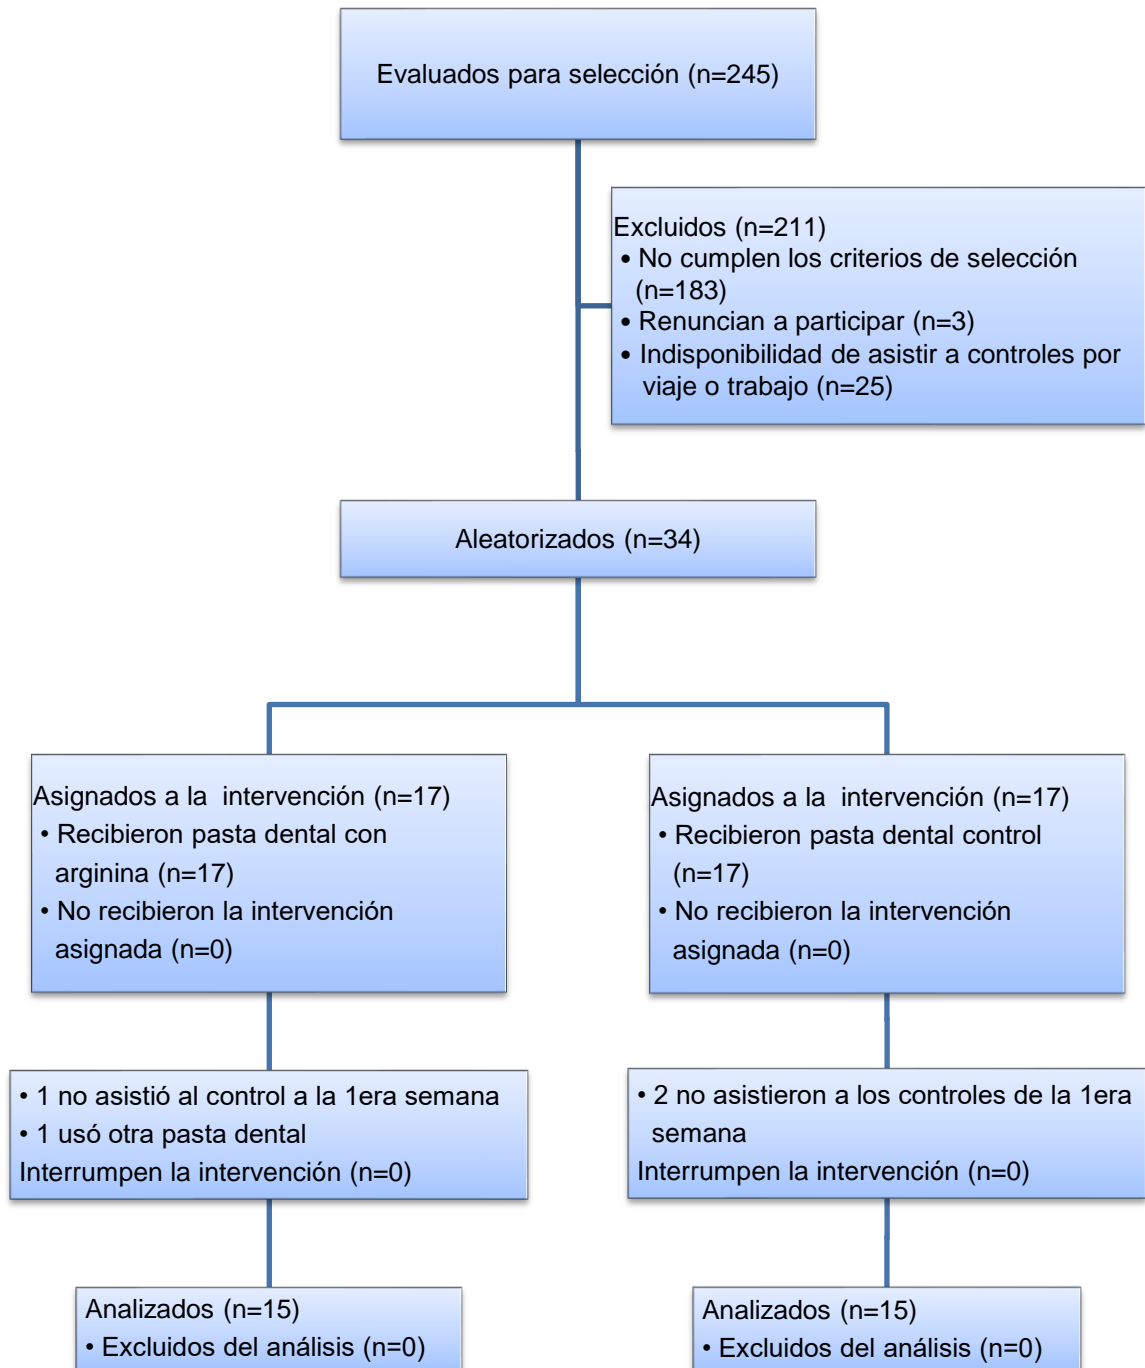 Evaluados para selección (n=245)
Excluidos (n=211)
• No cumplen los criterios de selección
(n=183)
• Renuncian a participar (n=3)
• Indisponibilidad de asistir a controles por
viaje o trabajo (n=25)
Aleatorizados (n=34)
Asignados a la  intervención (n=17)
• Recibieron pasta dental con
arginina (n=17)
• No recibieron la intervención
asignada (n=0)
Asignados a la  intervención (n=17)
• Recibieron pasta dental control
(n=17)
• No recibieron la intervención
asignada (n=0)
• 1 no asistió al control a la 1era semana
• 1 usó otra pasta dental
Interrumpen la intervención (n=0)
• 2 no asistieron a los controles de la 1era
semana
Interrumpen la intervención (n=0)
Analizados (n=15)
• Excluidos del análisis (n=0)
Analizados (n=15)
• Excluidos del análisis (n=0)